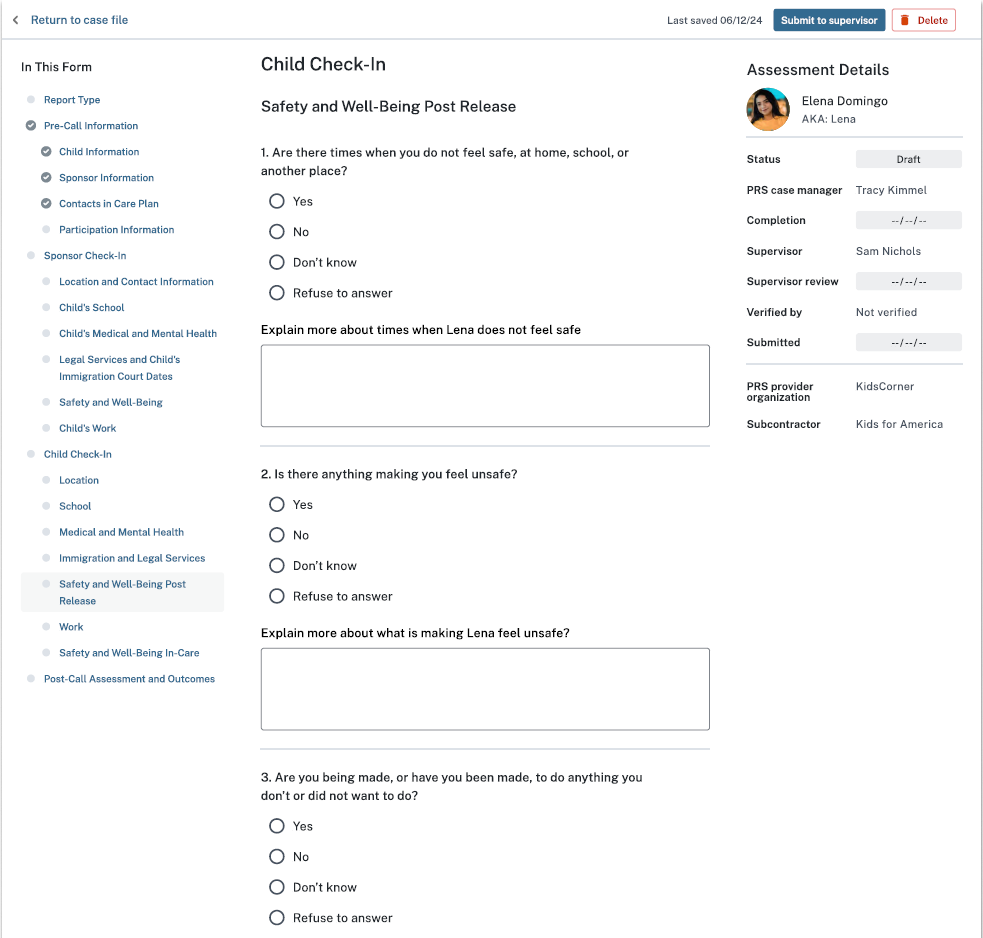 Return to case file
Last saved 06/12/24
Submit to supervisor
Delete
In This Form
Report Type
Pre-Call Information
Child Information
Sponsor Information
Contacts in Care Plan
Participation Information
Sponsor Check-In
Location and Contact Information
Child's School
Child's Medical and Mental Health
Legal Services and Child's
Immigration Court Dates
Safety and Well-Being
Child's Work
Child Check-In
Location
School
Medical and Mental Health
Immigration and Legal Services
Safety and Well-Being Post
Release
Work
Safety and Well-Being In-Care
Post-Call Assessment and Outcomes
Child Check-In
Safety and Well-Being Post Release
1. Are there times when you do not feel safe, at home, school, or
another place?
Yes
No
Don't know
Refuse to answer
Explain more about times when Lena does not feel safe
2. Is there anything making you feel unsafe?
Yes
No
Don't know
Refuse to answer
Explain more about what is making Lena feel unsafe?
3. Are you being made, or have you been made, to do anything you
don't or did not want to do?
Yes
No
Don't know
Refuse to answer
Assessment Details
Elena Domingo
AKA: Lena
Status Draft
PRS case manager Tracy Kimmel
Completion --/--/--
Supervisor Sam Nichols
Supervisor review --/--/--
Verified by Not verified
Submitted --/--/--
PRS provider
organization KidsCorner
Subcontractor Kids for America